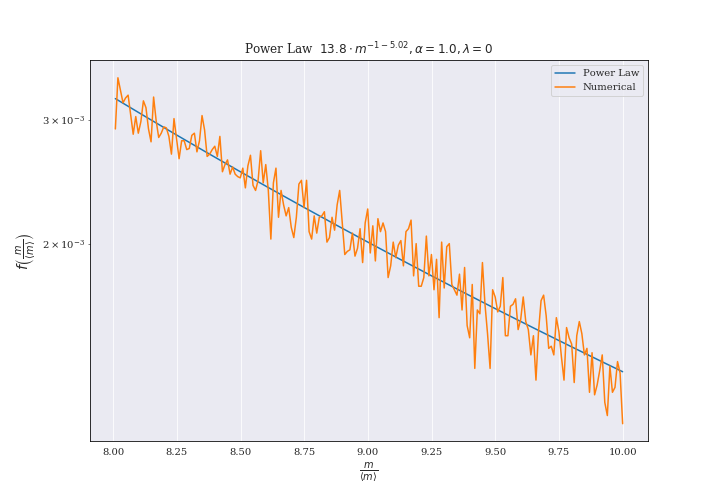 Power Law 13.8 · m^{-1-5.02}, α = 1.0, λ = 0
Power Law
Numerical
3 × 10^{-3}
2 × 10^{-3}
f(m/⟨m⟩)
8.00 8.25 8.50 8.75 9.00 9.25 9.50 9.75 10.00
m/⟨m⟩